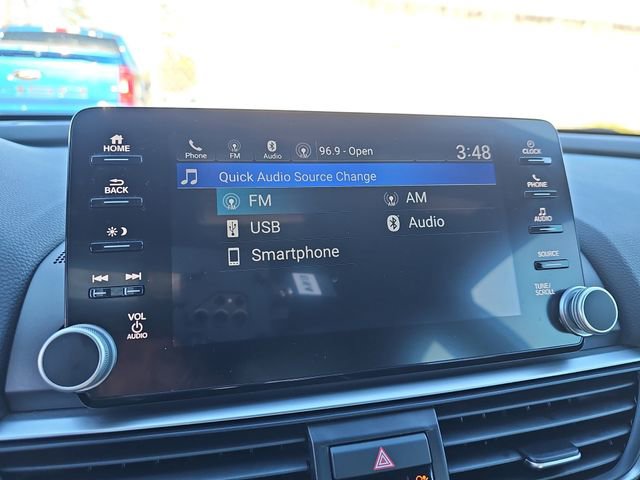 HOME
BACK
VOL
AUDIO
Phone FM Audio 96.9 - Open 3:48
Quick Audio Source Change
FM AM
USB Audio
Smartphone
CLOCK
PHONE
AUDIO
SOURCE
TUNE/
SCROLL